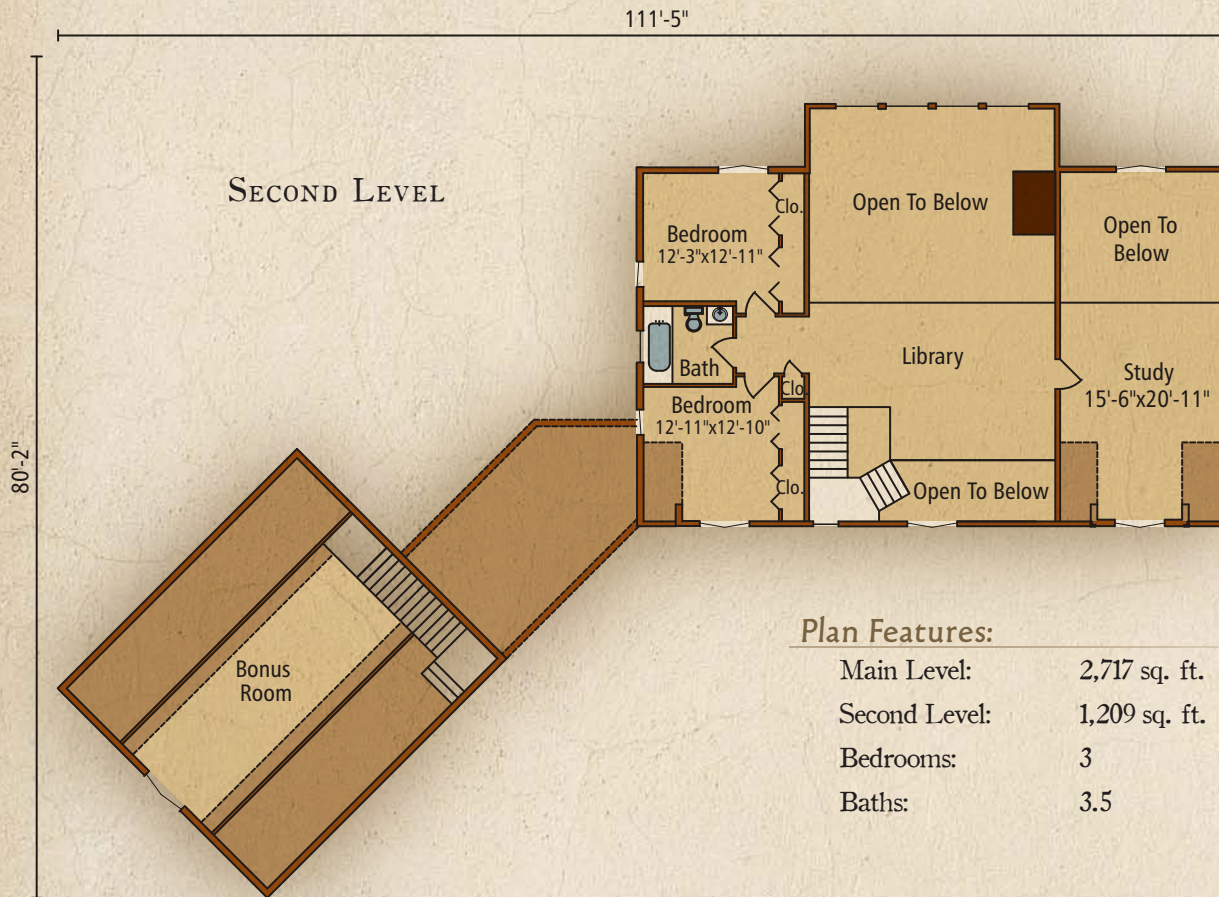 111'-5"
80'-2"
Second Level
Bedroom
12'-3"x12'-11"
Clo.
Open To Below
Open To
Below
Bath
Library
Clo.
Bedroom
12'-11"x12'-10"
Study
15'-6"x20'-11"
Clo.
Open To Below
Bonus
Room
Plan Features:
Main Level: 2,717 sq. ft.
Second Level: 1,209 sq. ft.
Bedrooms: 3
Baths: 3.5